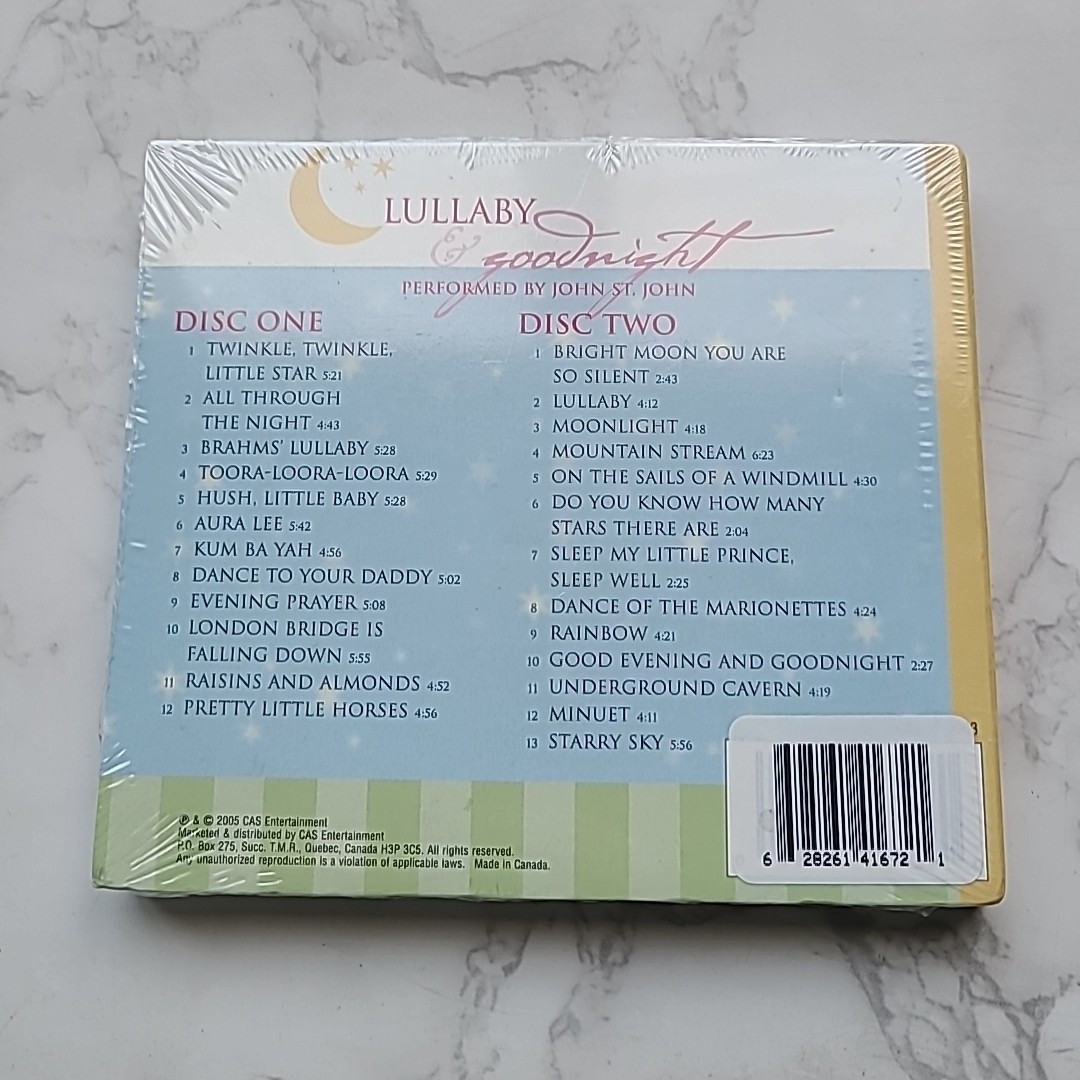 LULLABY
& goodnight
PERFORMED BY JOHN ST. JOHN
DISC ONE
1 TWINKLE, TWINKLE,
LITTLE STAR 5:21
2 ALL THROUGH
THE NIGHT 4:43
3 BRAHMS' LULLABY 5:28
4 TOORA-LOORA-LOORA 5:29
5 HUSH, LITTLE BABY 5:28
6 AURA LEE 5:42
7 KUM BA YAH 4:56
8 DANCE TO YOUR DADDY 5:02
9 EVENING PRAYER 5:08
10 LONDON BRIDGE IS
FALLING DOWN 5:55
11 RAISINS AND ALMONDS 4:52
12 PRETTY LITTLE HORSES 4:56
DISC TWO
1 BRIGHT MOON YOU ARE
SO SILENT 2:43
2 LULLABY 4:12
3 MOONLIGHT 4:18
4 MOUNTAIN STREAM 6:23
5 ON THE SAILS OF A WINDMILL 4:30
6 DO YOU KNOW HOW MANY
STARS THERE ARE 2:04
7 SLEEP MY LITTLE PRINCE,
SLEEP WELL 2:25
8 DANCE OF THE MARIONETTES 4:24
9 RAINBOW 4:21
10 GOOD EVENING AND GOODNIGHT 2:27
11 UNDERGROUND CAVERN 4:19
12 MINUET 4:11
13 STARRY SKY 5:56
℗ & © 2005 CAS Entertainment
Marketed & distributed by CAS Entertainment
P.O. Box 275, Succ. T.M.R., Quebec, Canada H3P 3C5. All rights reserved.
Any unauthorized reproduction is a violation of applicable laws. Made in Canada.
3
6 28261 41672 1